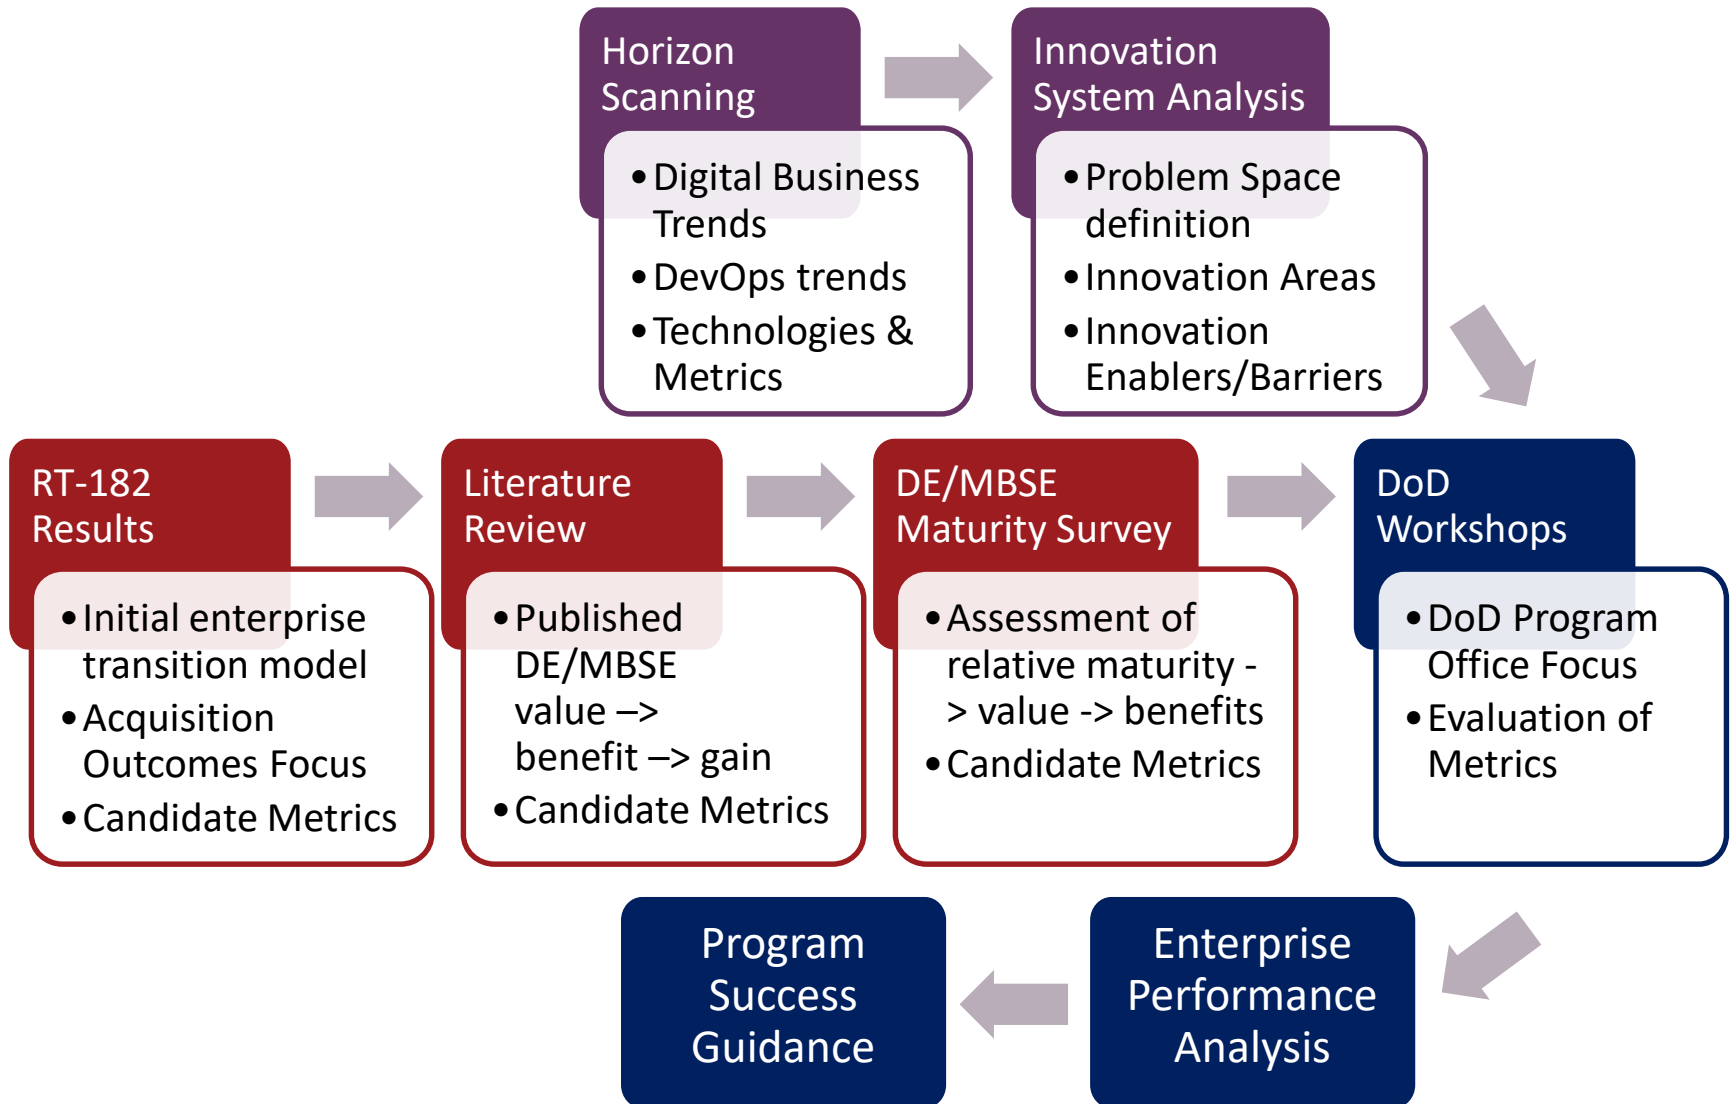 Horizon
Scanning
•Digital Business
Trends
•DevOps trends
•Technologies &
Metrics
Innovation
System Analysis
•Problem Space
definition
•Innovation Areas
•Innovation
Enablers/Barriers
RT-182
Results
•Initial enterprise
transition model
•Acquisition
Outcomes Focus
•Candidate Metrics
Literature
Review
•Published
DE/MBSE
value –>
benefit –> gain
•Candidate Metrics
DE/MBSE
Maturity Survey
•Assessment of
relative maturity -
> value -> benefits
•Candidate Metrics
DoD
Workshops
•DoD Program
Office Focus
•Evaluation of
Metrics
Enterprise
Performance
Analysis
Program
Success
Guidance